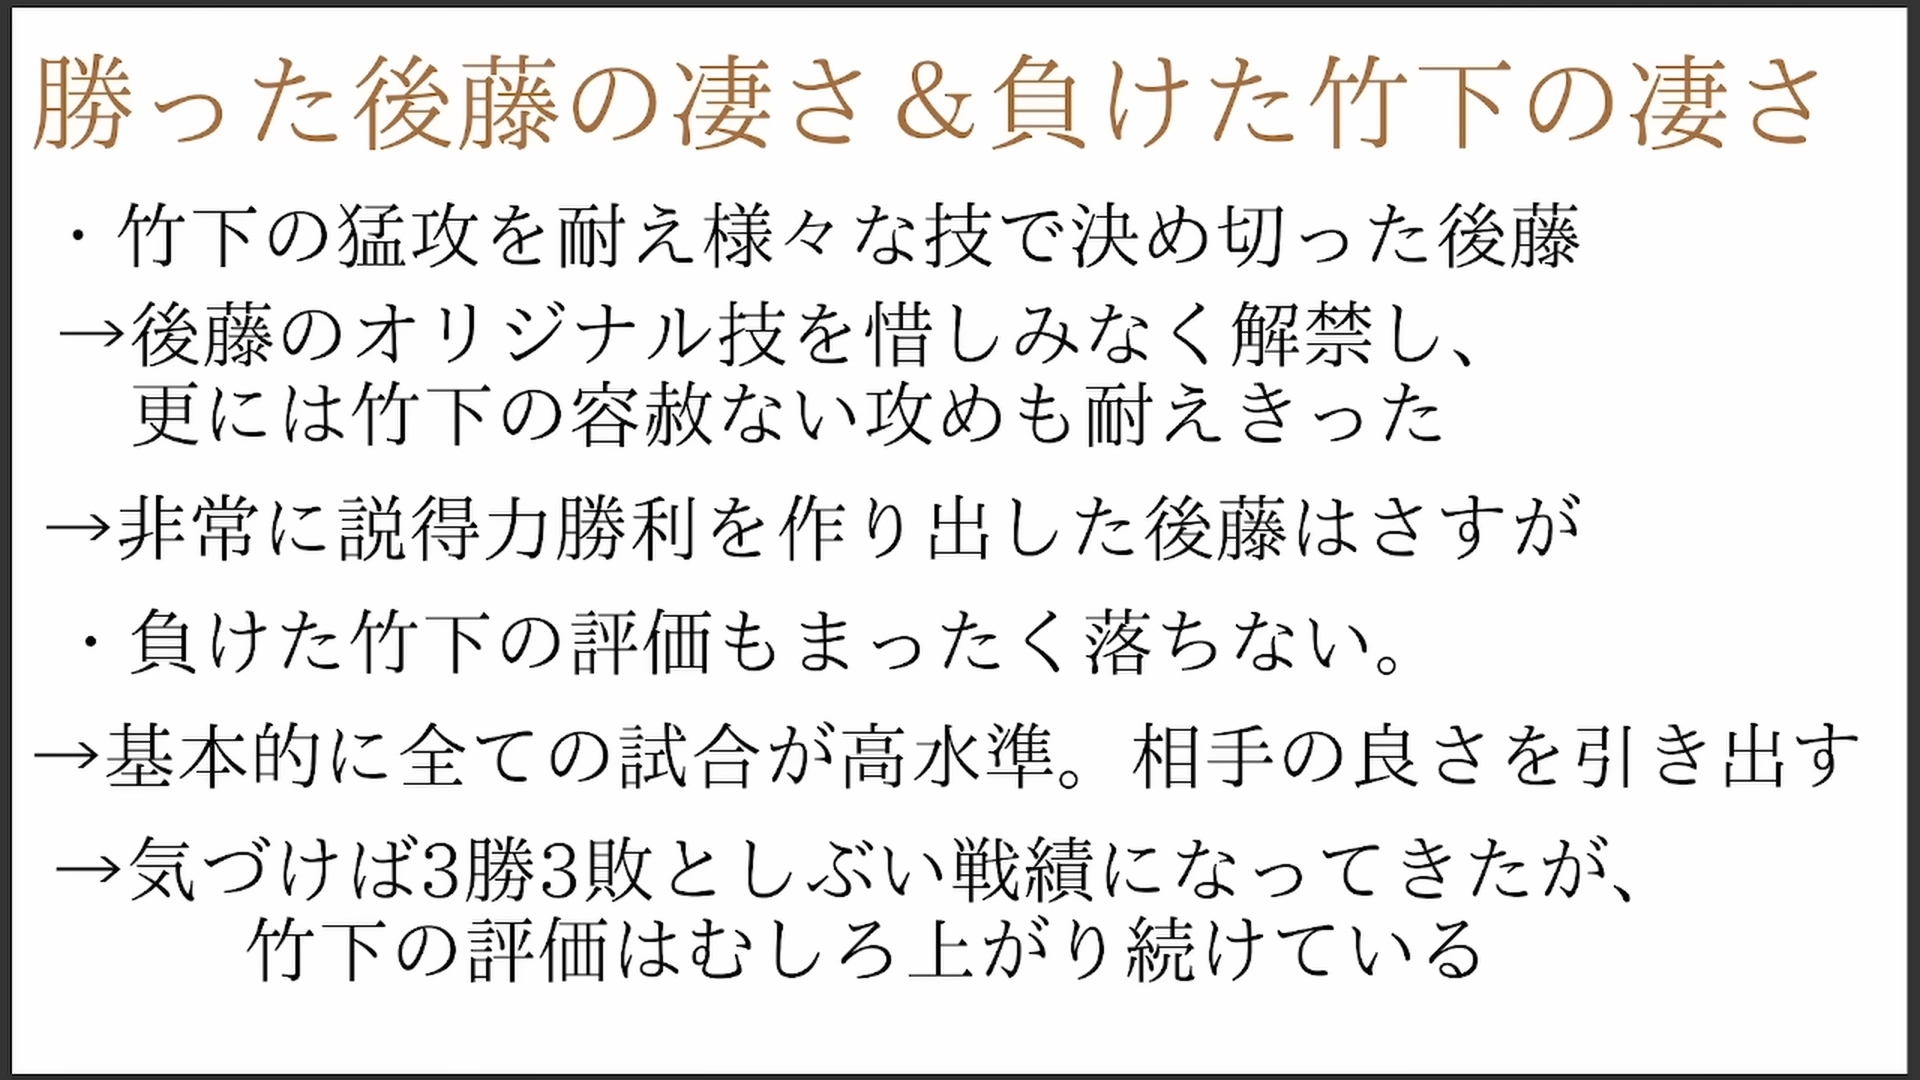 勝った後藤の凄さ＆負けた竹下の凄さ
・竹下の猛攻を耐え様々な技で決め切った後藤
→後藤のオリジナル技を惜しみなく解禁し、
更には竹下の容赦ない攻めも耐えきった
→非常に説得力勝利を作り出した後藤はさすが
・負けた竹下の評価もまったく落ちない。
→基本的に全ての試合が高水準。相手の良さを引き出す
→気づけば3勝3敗としぶい戦績になってきたが、
竹下の評価はむしろ上がり続けている